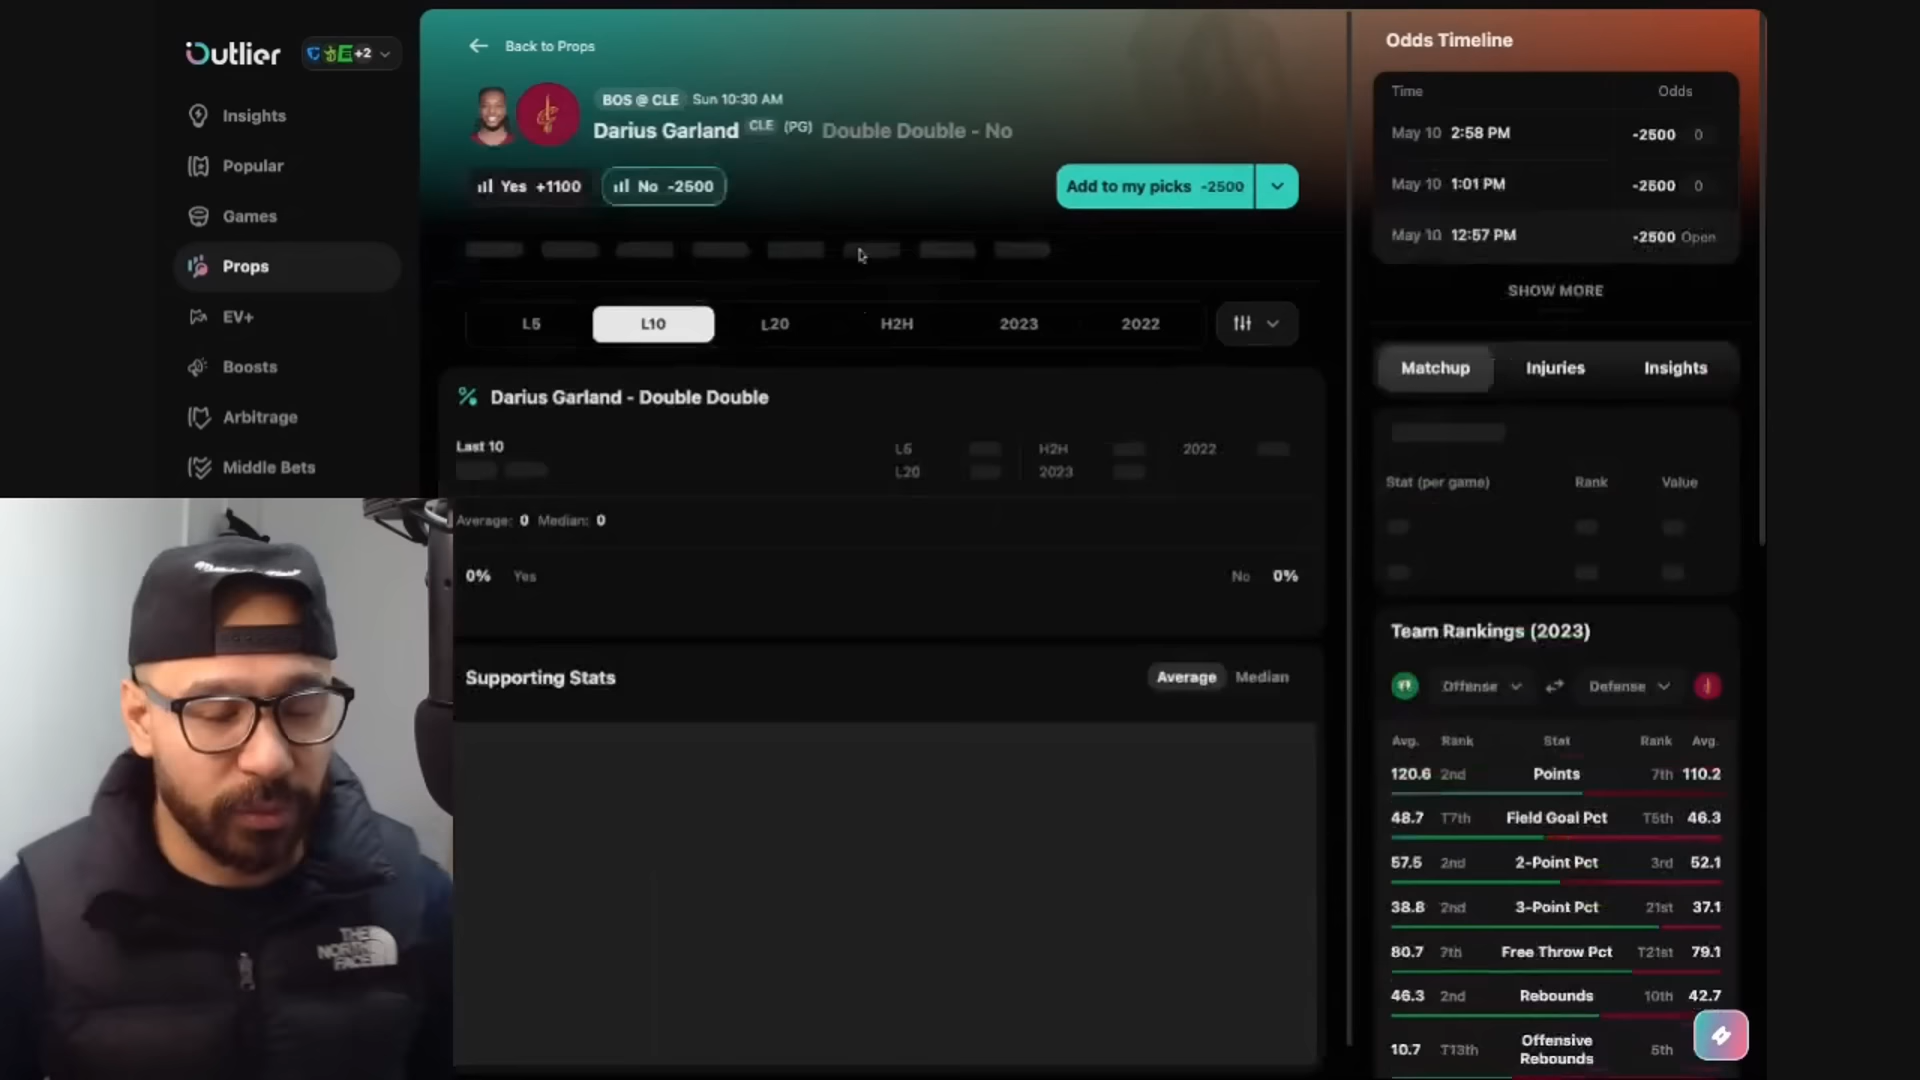 Outlier
+2
Insights
Popular
Games
Props
EV+
Boosts
Arbitrage
Middle Bets
Back to Props
BOS @ CLE Sun 10:30 AM
Darius Garland CLE (PG) Double Double - No
Yes +1100
No -2500
Add to my picks -2500
L5
L10
L20
H2H
2023
2022
Darius Garland - Double Double
Last 10
L5
H2H
2022
L20
2023
Average: 0 Median: 0
0% Yes
No 0%
Supporting Stats
Average
Median
Odds Timeline
Time Odds
May 10 2:58 PM -2500 0
May 10 1:01 PM -2500 0
May 10 12:57 PM -2500 Open
SHOW MORE
Matchup
Injuries
Insights
Stat (per game) Rank Value
Team Rankings (2023)
Offense
Defense
Avg. Rank Stat Rank Avg.
120.6 2nd Points 7th 110.2
48.7 T7th Field Goal Pct T5th 46.3
57.5 2nd 2-Point Pct 3rd 52.1
38.8 2nd 3-Point Pct 21st 37.1
80.7 7th Free Throw Pct T21st 79.1
46.3 2nd Rebounds 10th 42.7
10.7 T13th Offensive Rebounds 5th
THE
NORTH
FACE